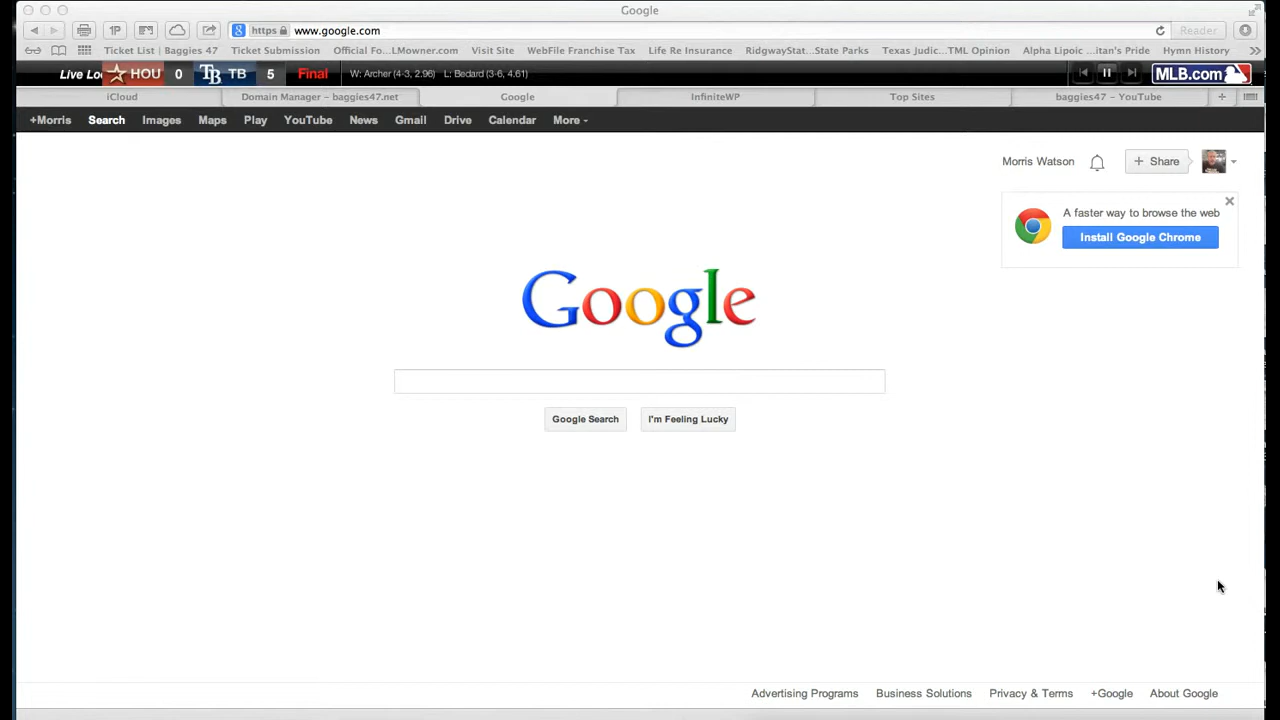 Google
https www.google.com Reader
Ticket List | Baggies 47 Ticket Submission Official Fo...LMowner.com Visit Site WebFile Franchise Tax Life Re Insurance RidgwayStat...State Parks Texas Judic...TML Opinion Alpha Lipoic ...itan's Pride Hymn History
Live Loo HOU 0 TB TB 5 Final W: Archer (4-3, 2.96) L: Bedard (3-6, 4.61) MLB.com
iCloud Domain Manager – baggies47.net Google InfiniteWP Top Sites baggies47 – YouTube
+Morris Search Images Maps Play YouTube News Gmail Drive Calendar More
Morris Watson + Share
A faster way to browse the web
Install Google Chrome
Google
Google Search I'm Feeling Lucky
Advertising Programs Business Solutions Privacy & Terms +Google About Google